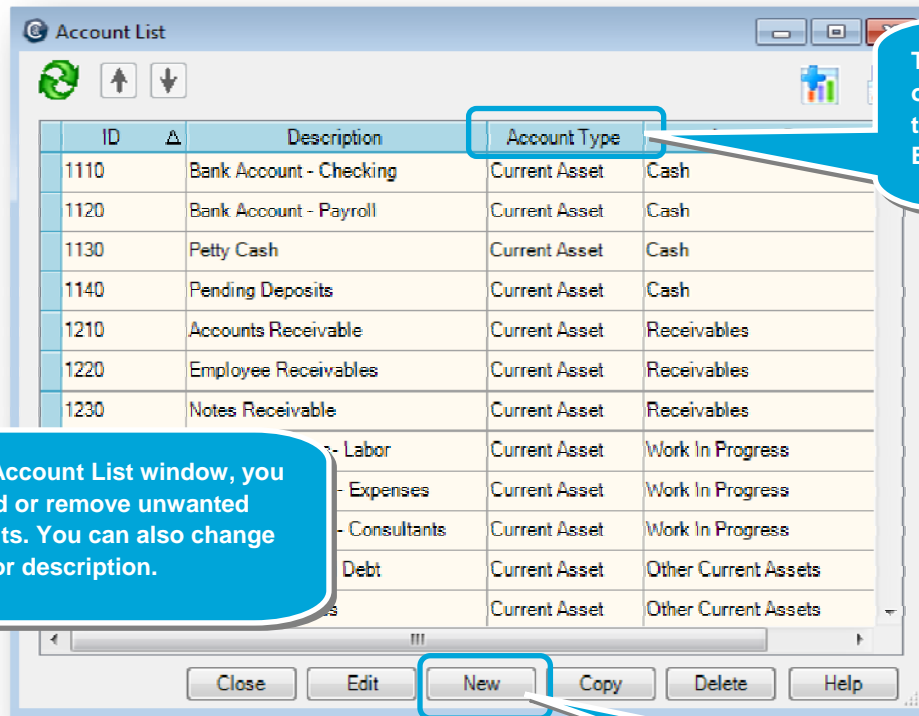 Account List
ID Description Account Type
1110 Bank Account - Checking Current Asset Cash
1120 Bank Account - Payroll Current Asset Cash
1130 Petty Cash Current Asset Cash
1140 Pending Deposits Current Asset Cash
1210 Accounts Receivable Current Asset Receivables
1220 Employee Receivables Current Asset Receivables
1230 Notes Receivable Current Asset Receivables
- Labor Current Asset Work In Progress
- Expenses Current Asset Work In Progress
- Consultants Current Asset Work In Progress
Debt Current Asset Other Current Assets
Current Asset Other Current Assets
Account List window, you
or remove unwanted
You can also change
or description.
Close Edit New Copy Delete Help